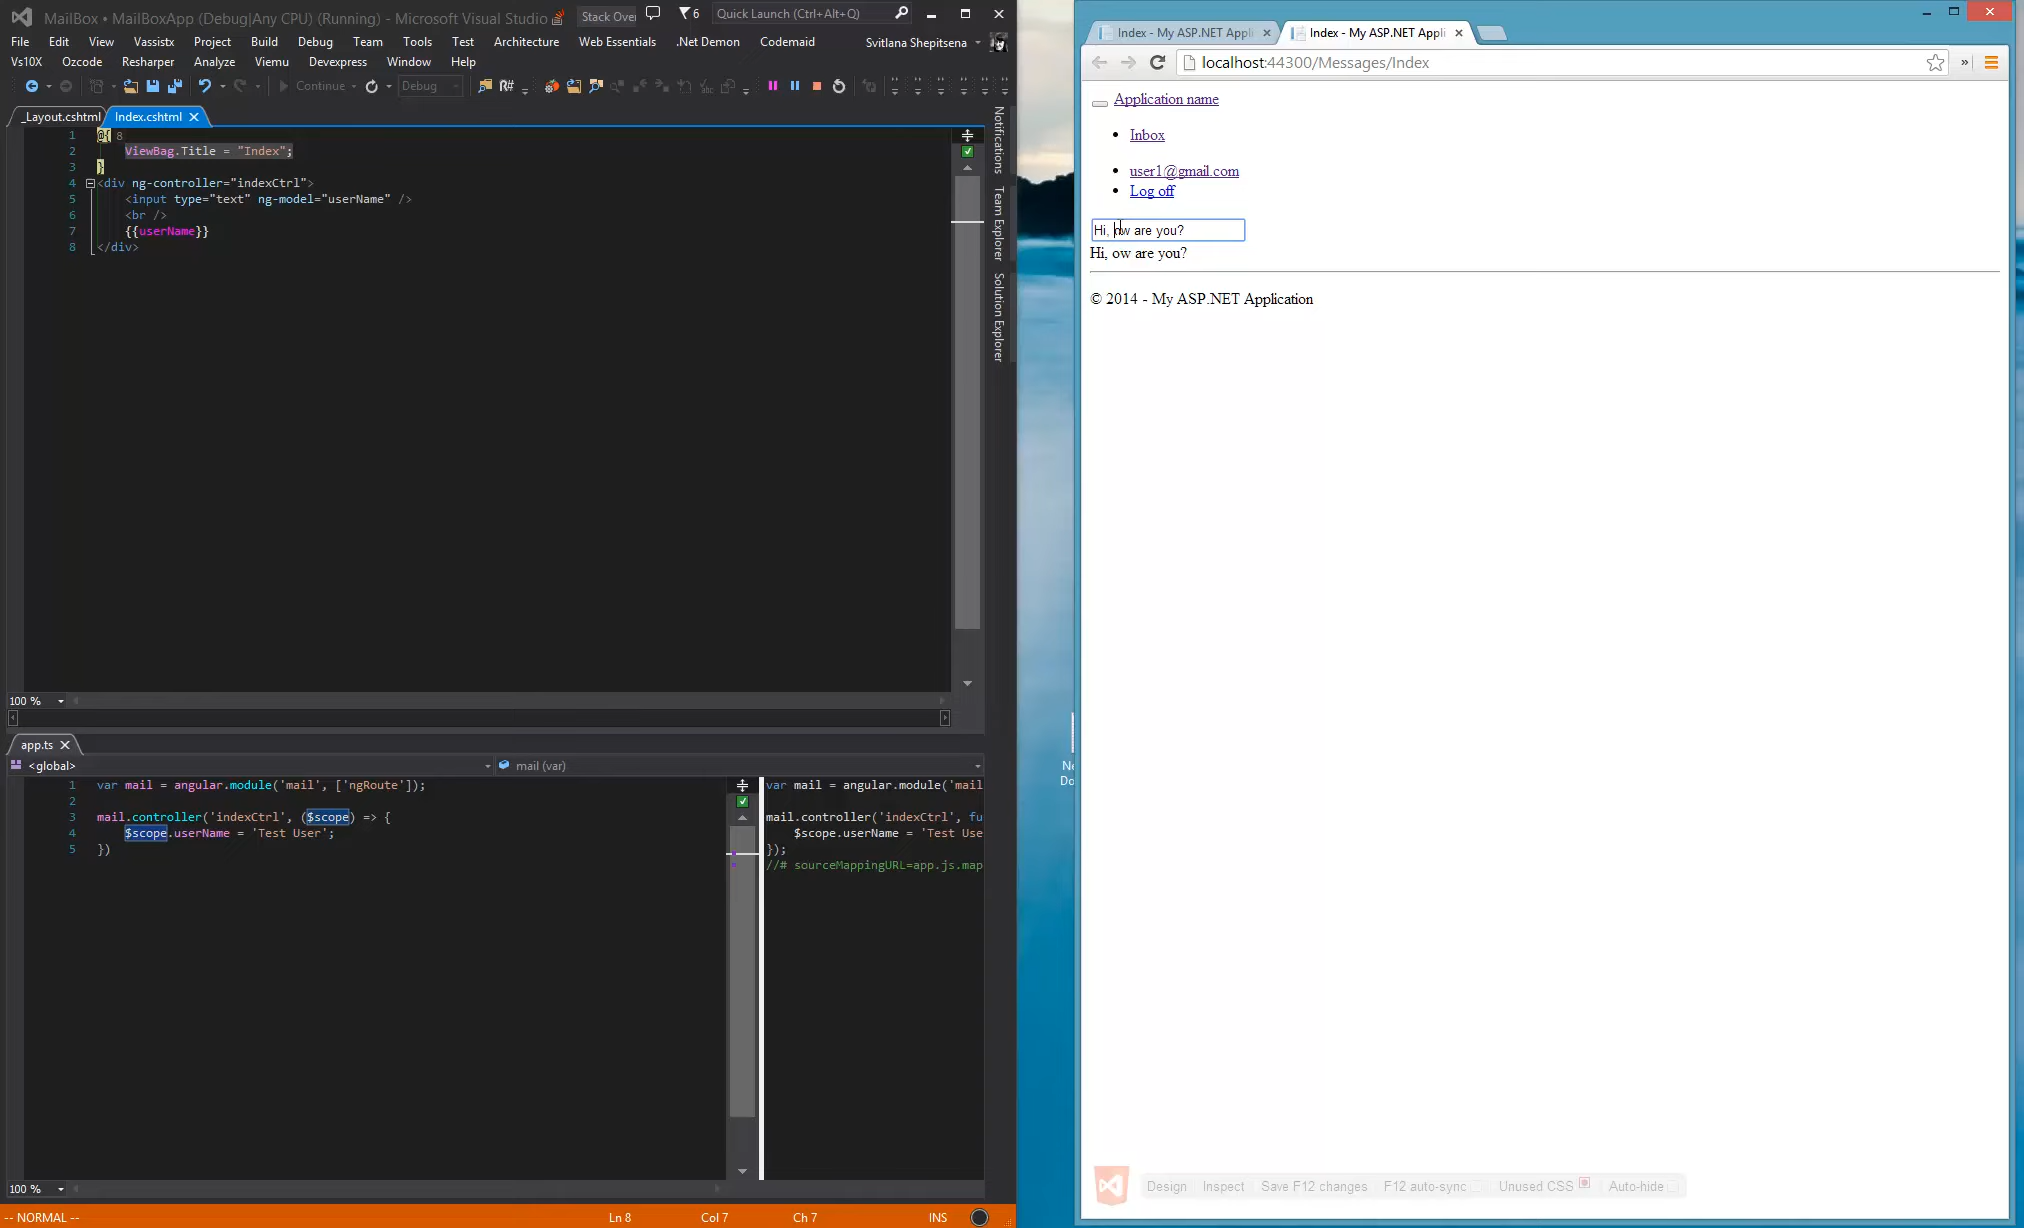 MailBox • MailBoxApp (Debug|Any CPU) (Running) - Microsoft Visual Studio
Stack Over
6
Quick Launch (Ctrl+Alt+Q)
File Edit View Vassistx Project Build Debug Team Tools Test Architecture Web Essentials .Net Demon Codemaid Svitlana Shepitsena
Vs10X Ozcode Resharper Analyze Viemu Devexpress Window Help
Continue Debug R#
_Layout.cshtml Index.cshtml
1 @{ 8
2 ViewBag.Title = "Index";
3 }
4 <div ng-controller="indexCtrl">
5 <input type="text" ng-model="userName" />
6 <br />
7 {{userName}}
8 </div>
Notifications
Team Explorer
Solution Explorer
100 %
app.ts
<global> mail (var)
1 var mail = angular.module('mail', ['ngRoute']);
2
3 mail.controller('indexCtrl', ($scope) => {
4 $scope.userName = 'Test User';
5 })
var mail = angular.module('mail
mail.controller('indexCtrl', fu
$scope.userName = 'Test Use
});
//# sourceMappingURL=app.js.map
100 %
-- NORMAL -- Ln 8 Col 7 Ch 7 INS
Ne
Do
Index - My ASP.NET Appli Index - My ASP.NET Appli
localhost:44300/Messages/Index
Application name
• Inbox
• user1@gmail.com
• Log off
Hi, ow are you?
Hi, ow are you?
© 2014 - My ASP.NET Application
Design Inspect Save F12 changes F12 auto-sync Unused CSS Auto-hide